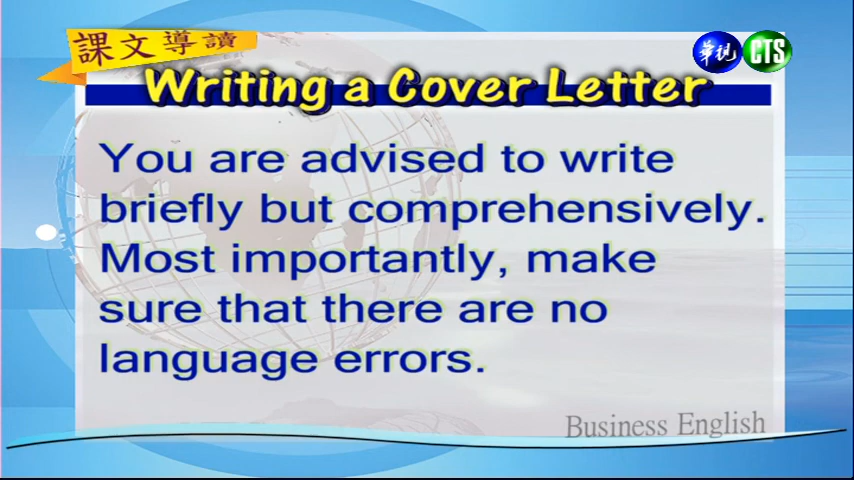 課文導讀
華視 CTS
Writing a Cover Letter
You are advised to write
briefly but comprehensively.
Most importantly, make
sure that there are no
language errors.
Business English